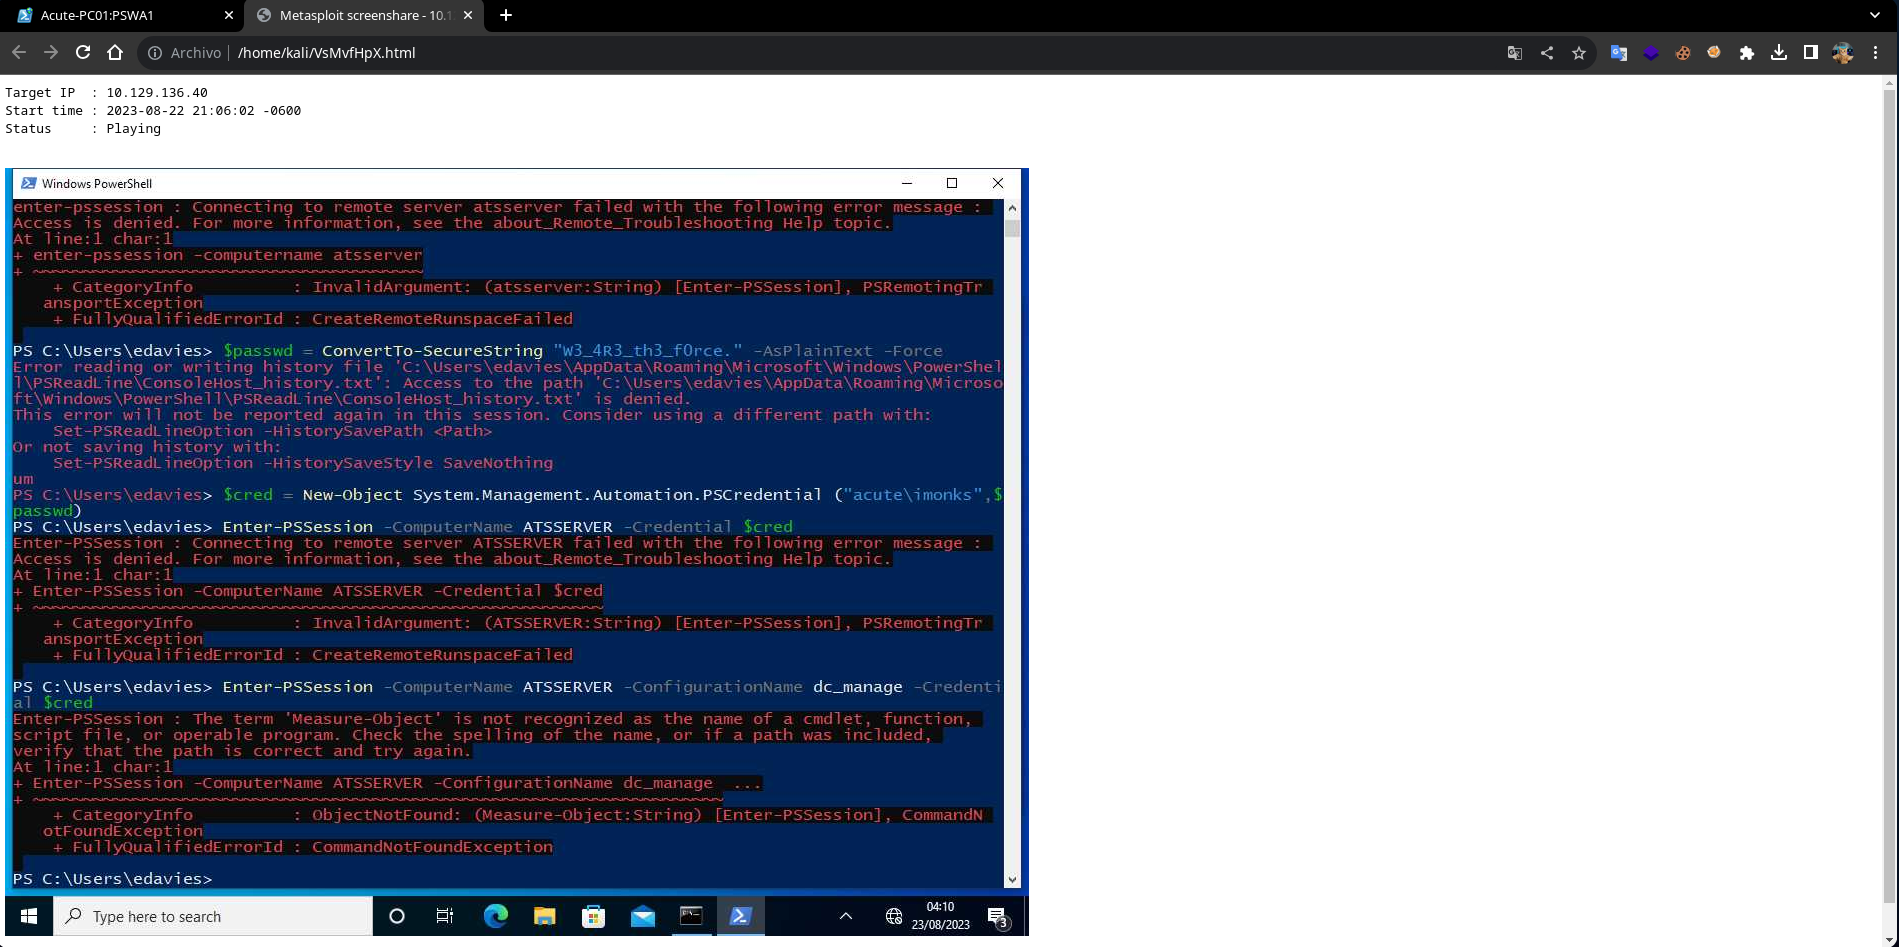 Acute-PC01:PSWA1
Metasploit screenshare - 10.1
Archivo /home/kali/VsMvfHpX.html
Target IP  : 10.129.136.40
Start time : 2023-08-22 21:06:02 -0600
Status     : Playing
Windows PowerShell
enter-pssession : Connecting to remote server atsserver failed with the following error message :
Access is denied. For more information, see the about_Remote_Troubleshooting Help topic.
At line:1 char:1
+ enter-pssession -computername atsserver
+ ~~~~~~~~~~~~~~~~~~~~~~~~~~~~~~~~~~~~~~~
    + CategoryInfo          : InvalidArgument: (atsserver:String) [Enter-PSSession], PSRemotingTr
   ansportException
    + FullyQualifiedErrorId : CreateRemoteRunspaceFailed
PS C:\Users\edavies> $passwd = ConvertTo-SecureString "W3_4R3_th3_f0rce." -AsPlainText -Force
Error reading or writing history file 'C:\Users\edavies\AppData\Roaming\Microsoft\Windows\PowerShel
l\PSReadLine\ConsoleHost_history.txt': Access to the path 'C:\Users\edavies\AppData\Roaming\Microso
ft\Windows\PowerShell\PSReadLine\ConsoleHost_history.txt' is denied.
This error will not be reported again in this session. Consider using a different path with:
    Set-PSReadLineOption -HistorySavePath <Path>
Or not saving history with:
    Set-PSReadLineOption -HistorySaveStyle SaveNothing
um
PS C:\Users\edavies> $cred = New-Object System.Management.Automation.PSCredential ("acute\imonks",$
passwd)
PS C:\Users\edavies> Enter-PSSession -ComputerName ATSSERVER -Credential $cred
Enter-PSSession : Connecting to remote server ATSSERVER failed with the following error message :
Access is denied. For more information, see the about_Remote_Troubleshooting Help topic.
At line:1 char:1
+ Enter-PSSession -ComputerName ATSSERVER -Credential $cred
+ ~~~~~~~~~~~~~~~~~~~~~~~~~~~~~~~~~~~~~~~~~~~~~~~~~~~~~~~~~
    + CategoryInfo          : InvalidArgument: (ATSSERVER:String) [Enter-PSSession], PSRemotingTr
   ansportException
    + FullyQualifiedErrorId : CreateRemoteRunspaceFailed
PS C:\Users\edavies> Enter-PSSession -ComputerName ATSSERVER -ConfigurationName dc_manage -Credenti
al $cred
Enter-PSSession : The term 'Measure-Object' is not recognized as the name of a cmdlet, function,
script file, or operable program. Check the spelling of the name, or if a path was included,
verify that the path is correct and try again.
At line:1 char:1
+ Enter-PSSession -ComputerName ATSSERVER -ConfigurationName dc_manage  ...
+ ~~~~~~~~~~~~~~~~~~~~~~~~~~~~~~~~~~~~~~~~~~~~~~~~~~~~~~~~~~~~~~~~~~~~~
    + CategoryInfo          : ObjectNotFound: (Measure-Object:String) [Enter-PSSession], CommandN
   otFoundException
    + FullyQualifiedErrorId : CommandNotFoundException
PS C:\Users\edavies>
Type here to search
04:10
23/08/2023
3